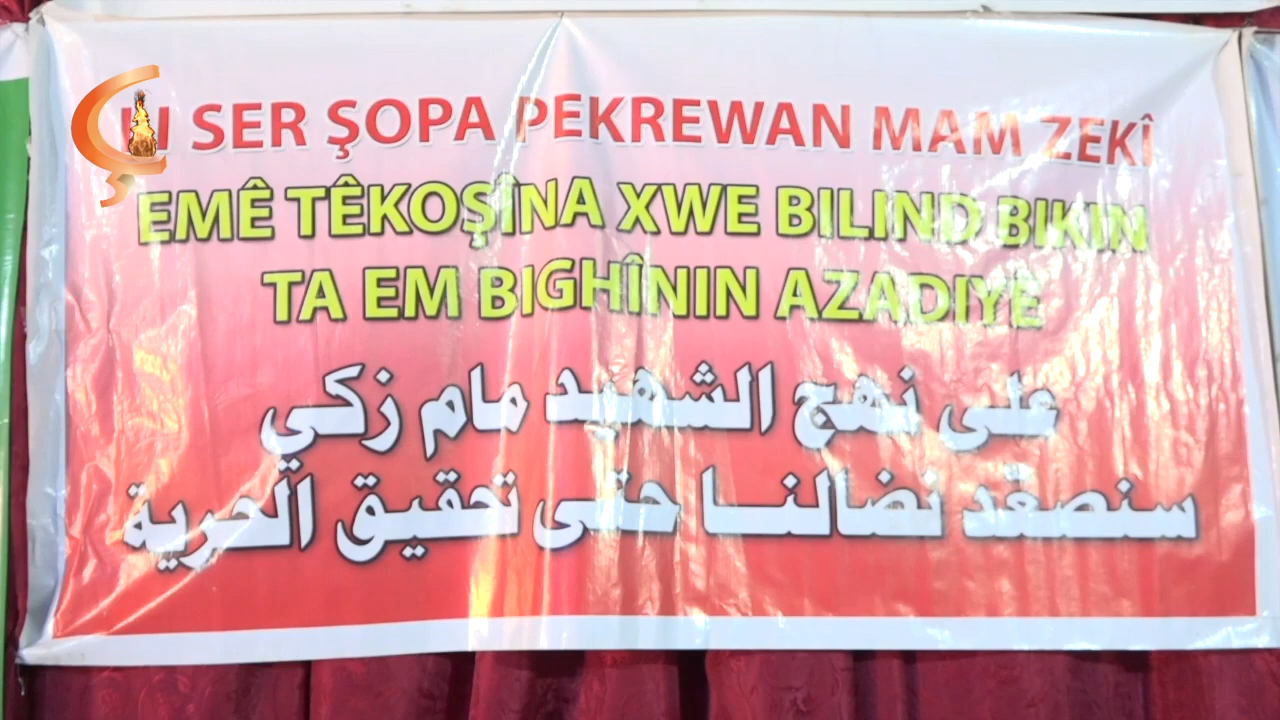 LI SER ŞOPA PEKREWAN MAM ZEKÎ
EMÊ TÊKOŞÎNA XWE BILIND BIKIN
TA EM BIGHÎNIN AZADIYÊ
على نهج الشهيد مام زكي
سنصعّد نضالنا حتى تحقيق الحرية